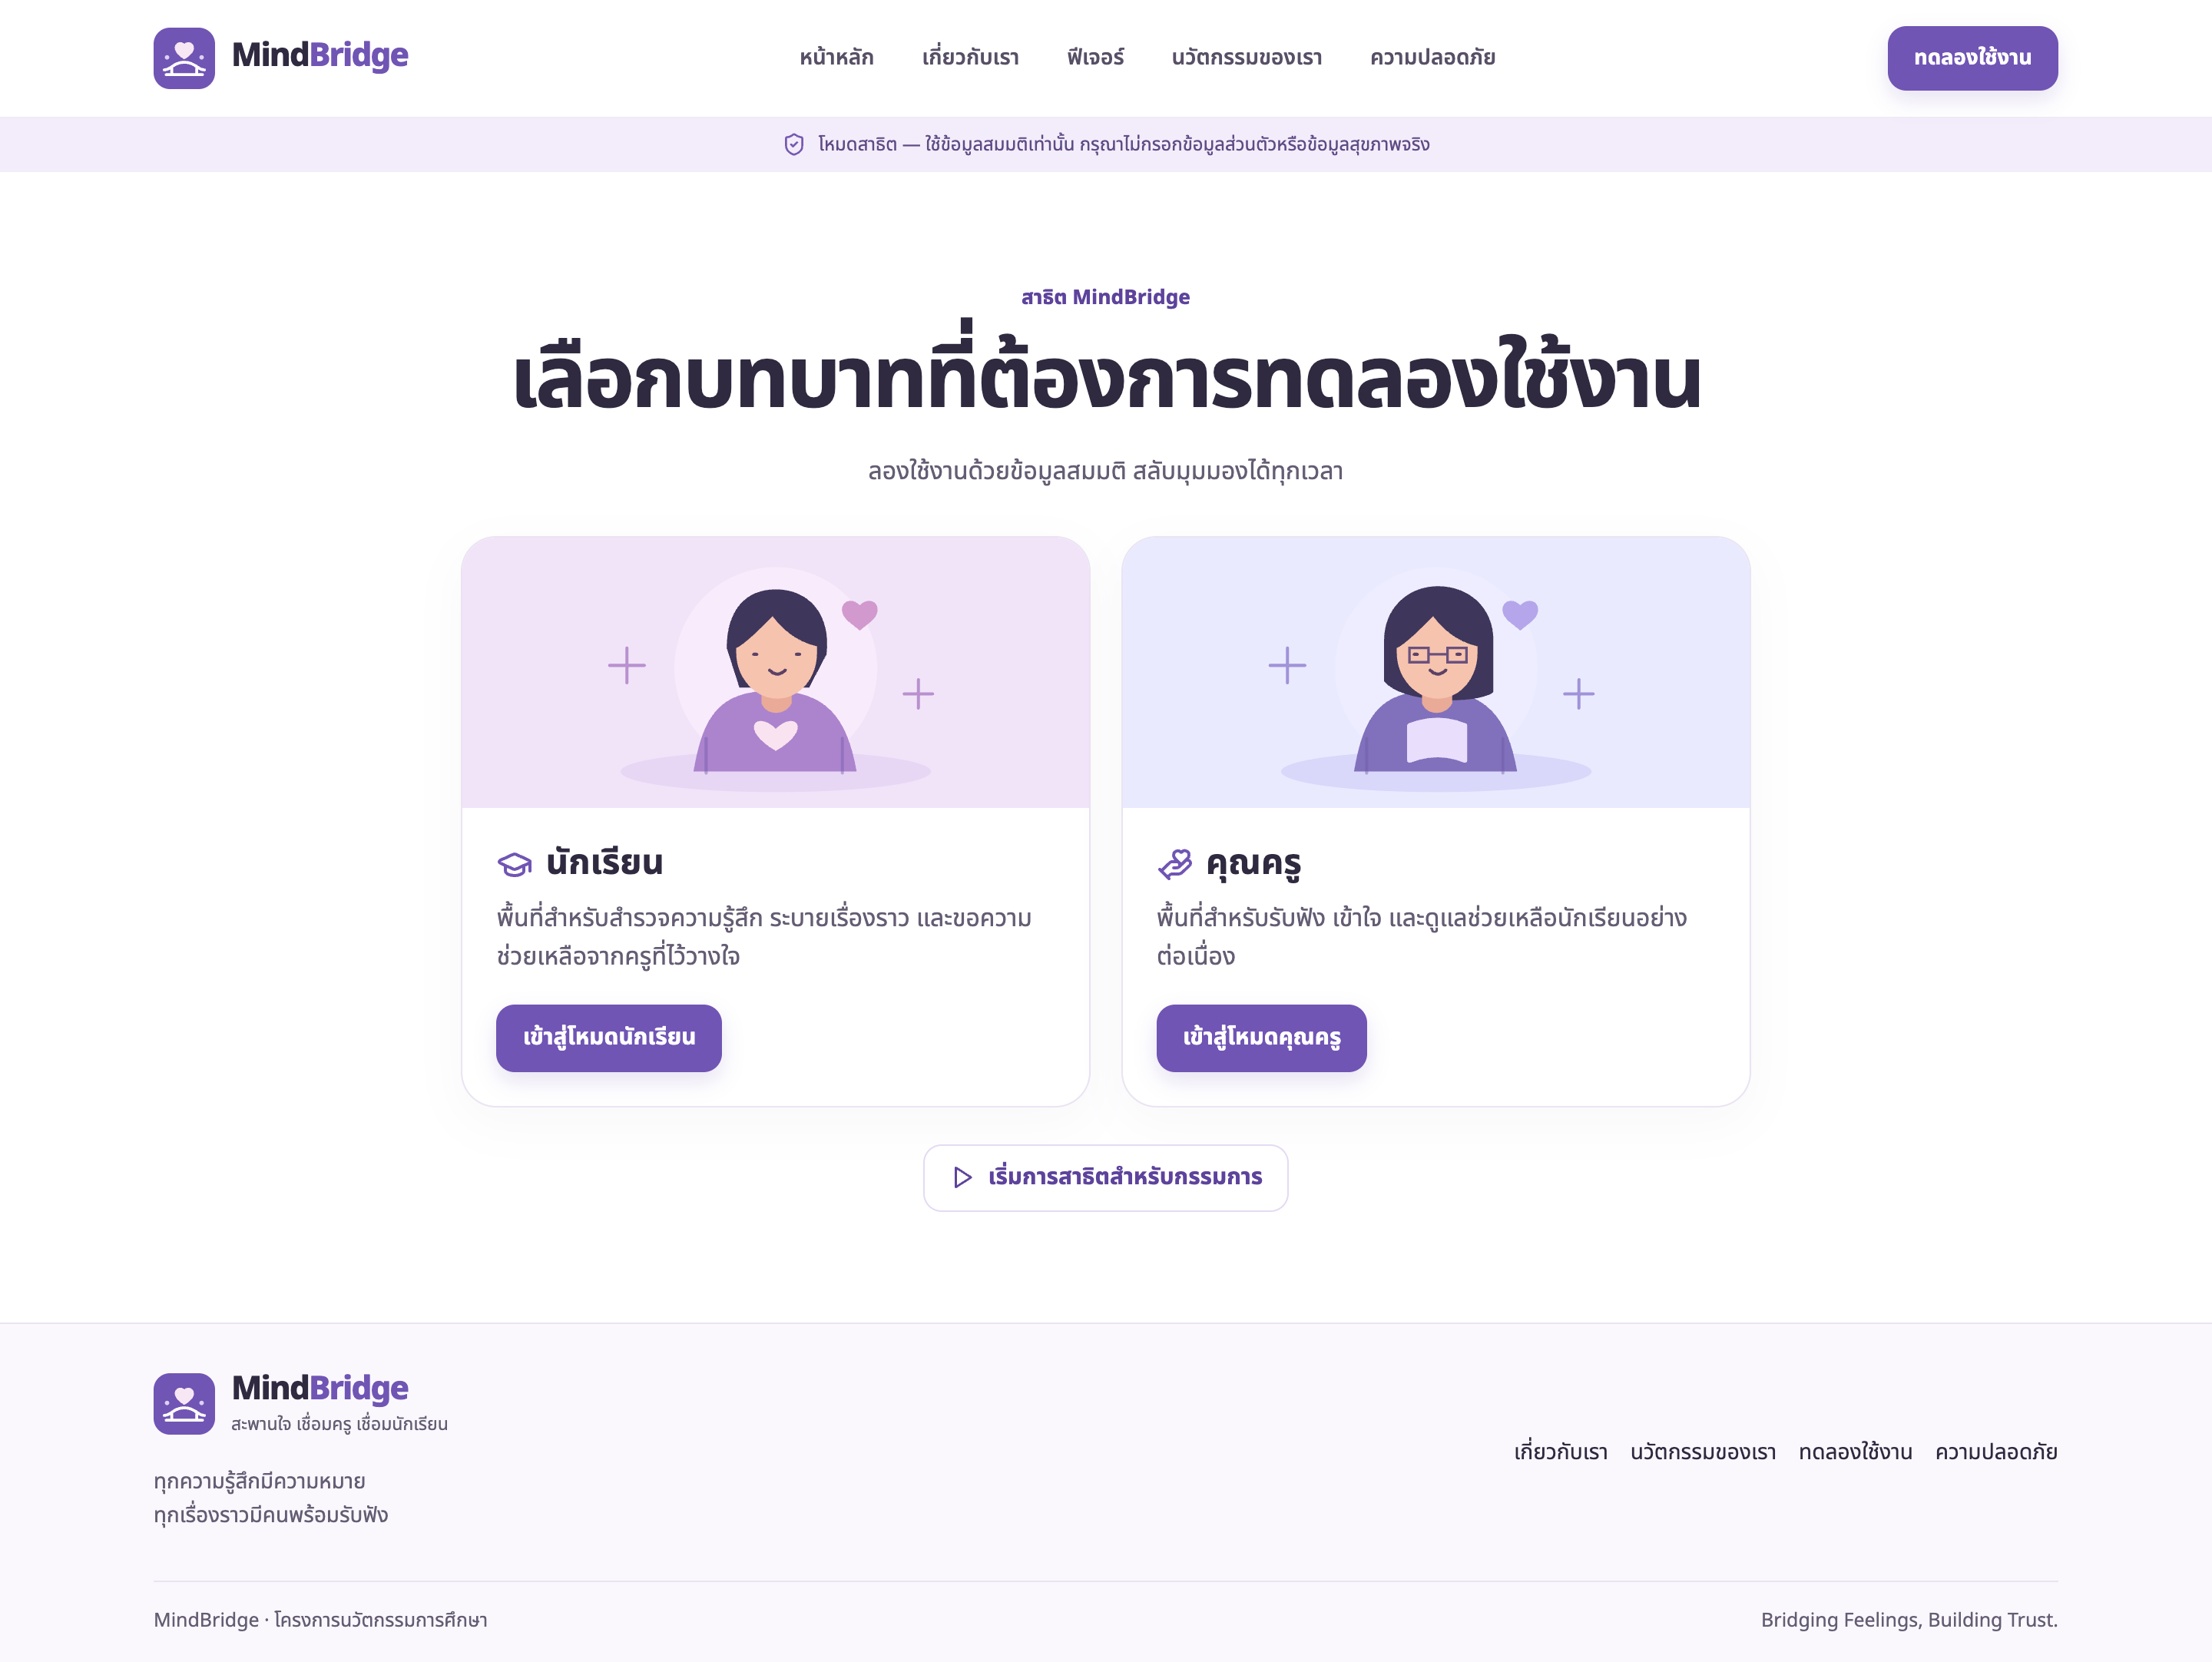 MindBridge
หน้าหลัก
เกี่ยวกับเรา
ฟีเจอร์
นวัตกรรมของเรา
ความปลอดภัย
ทดลองใช้งาน
โหมดสาธิต — ใช้ข้อมูลสมมติเท่านั้น กรุณาไม่กรอกข้อมูลส่วนตัวหรือข้อมูลสุขภาพจริง
สาธิต MindBridge
เลือกบทบาทที่ต้องการทดลองใช้งาน
ลองใช้งานด้วยข้อมูลสมมติ สลับมุมมองได้ทุกเวลา
นักเรียน
พื้นที่สำหรับสำรวจความรู้สึก ระบายเรื่องราว และขอความ
ช่วยเหลือจากครูที่ไว้วางใจ
เข้าสู่โหมดนักเรียน
คุณครู
พื้นที่สำหรับรับฟัง เข้าใจ และดูแลช่วยเหลือนักเรียนอย่าง
ต่อเนื่อง
เข้าสู่โหมดคุณครู
เริ่มการสาธิตสำหรับกรรมการ
MindBridge
สะพานใจ เชื่อมครู เชื่อมนักเรียน
ทุกความรู้สึกมีความหมาย
ทุกเรื่องราวมีคนพร้อมรับฟัง
เกี่ยวกับเรา
นวัตกรรมของเรา
ทดลองใช้งาน
ความปลอดภัย
MindBridge · โครงการนวัตกรรมการศึกษา
Bridging Feelings, Building Trust.